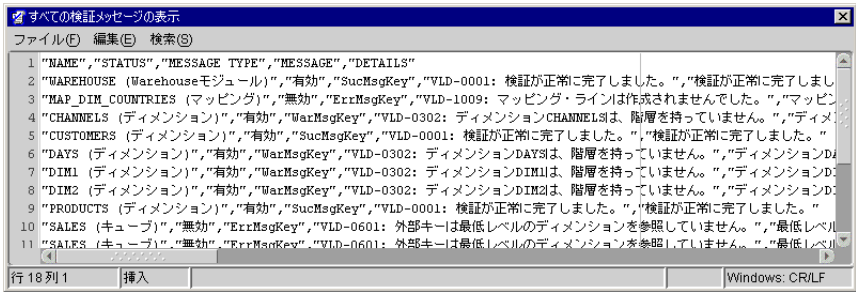 すべての検証メッセージの表示
ファイル(F) 編集(E) 検索(S)
1 "NAME","STATUS","MESSAGE TYPE","MESSAGE","DETAILS"
2 "WAREHOUSE (Warehouseモジュール)","有効","SucMsgKey","VLD-0001: 検証が正常に完了しました。","検証が正常に完了しまし
3 "MAP_DIM_COUNTRIES (マッピング)","無効","ErrMsgKey","VLD-1009: マッピング・ラインは作成されませんでした。","マッピン
4 "CHANNELS (ディメンション)","有効","WarMsgKey","VLD-0302: ディメンションCHANNELSは、階層を持っていません。","ディメ
5 "CUSTOMERS (ディメンション)","有効","SucMsgKey","VLD-0001: 検証が正常に完了しました。","検証が正常に完了しました。"
6 "DAYS (ディメンション)","有効","WarMsgKey","VLD-0302: ディメンションDAYSは、階層を持っていません。","ディメンションDA
7 "DIM1 (ディメンション)","有効","WarMsgKey","VLD-0302: ディメンションDIM1は、階層を持っていません。","ディメンションD
8 "DIM2 (ディメンション)","有効","WarMsgKey","VLD-0302: ディメンションDIM2は、階層を持っていません。","ディメンションD
9 "PRODUCTS (ディメンション)","有効","SucMsgKey","VLD-0001: 検証が正常に完了しました。","検証が正常に完了しました。"
10 "SALES (キューブ)","無効","ErrMsgKey","VLD-0601: 外部キーは最低レベルのディメンションを参照していません。","最低レベル
11 "SALES (キューブ)","無効","ErrMsgKey","VLD-0601: 外部キーは最低レベルのディメンションを参照していません。","最低レベル
行 18 列 1 挿入 Windows: CR/LF